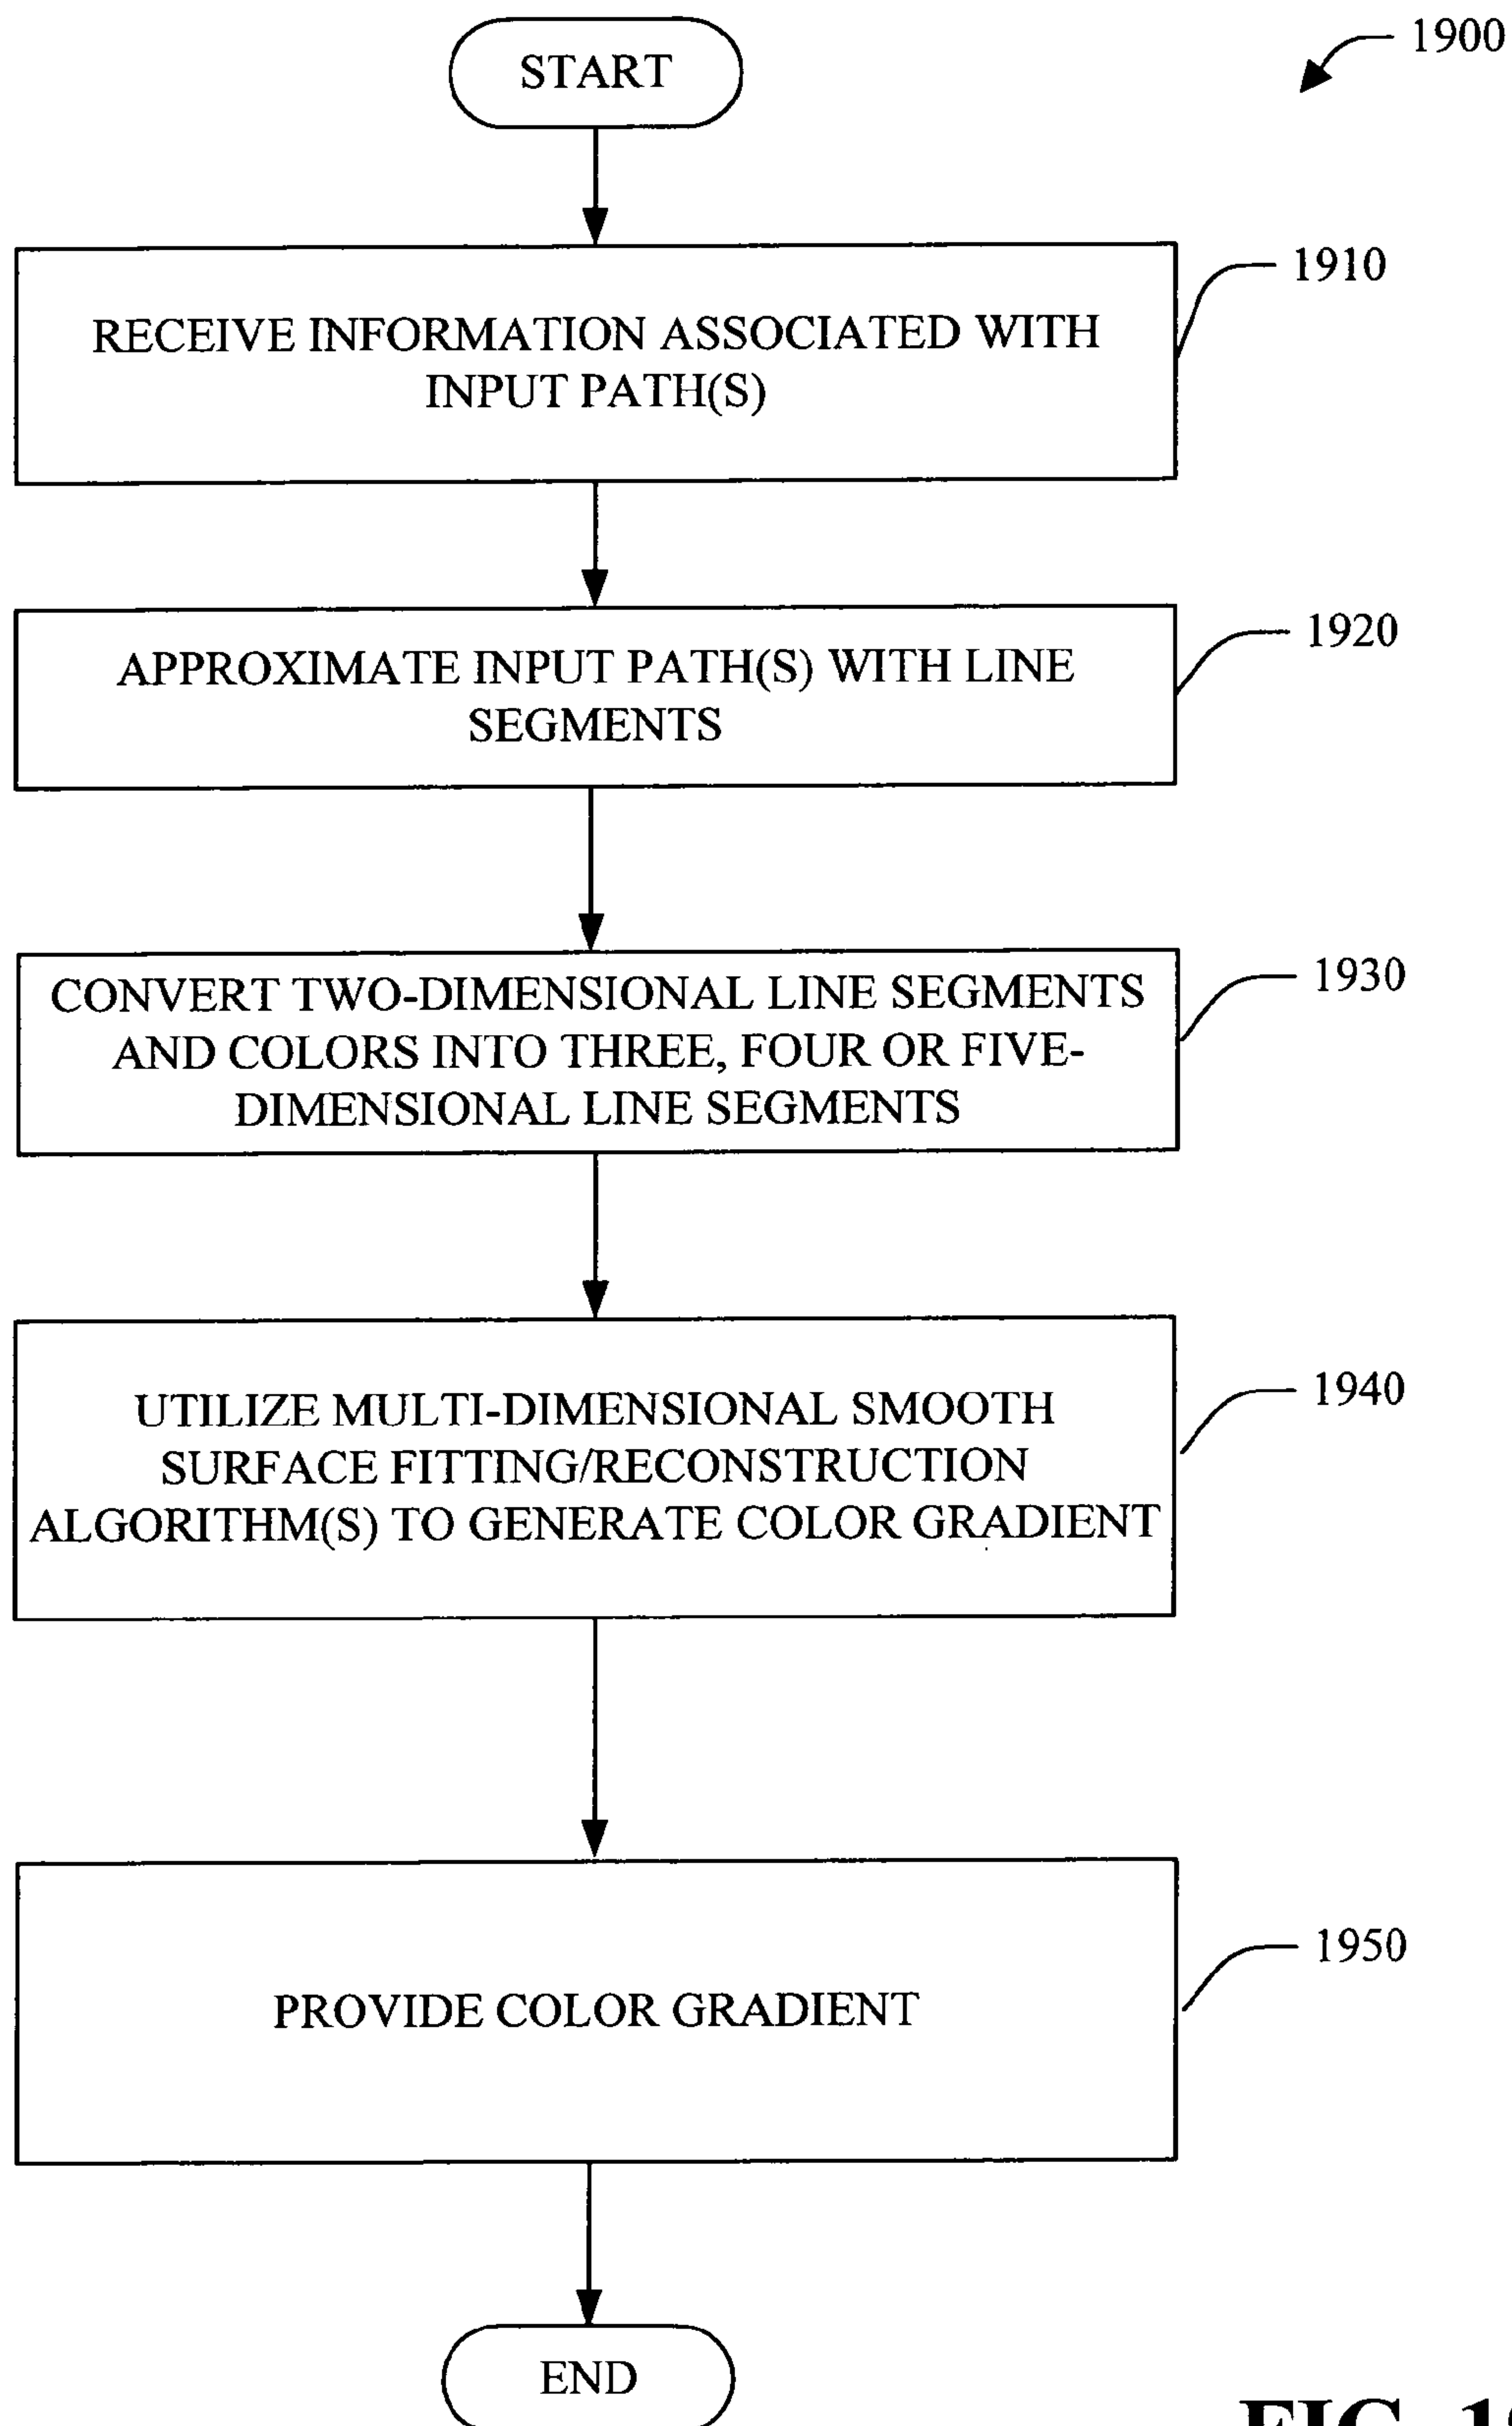 START
1900
1910
RECEIVE INFORMATION ASSOCIATED WITH
INPUT PATH(S)
1920
APPROXIMATE INPUT PATH(S) WITH LINE
SEGMENTS
1930
CONVERT TWO-DIMENSIONAL LINE SEGMENTS
AND COLORS INTO THREE, FOUR OR FIVE-
DIMENSIONAL LINE SEGMENTS
1940
UTILIZE MULTI-DIMENSIONAL SMOOTH
SURFACE FITTING/RECONSTRUCTION
ALGORITHM(S) TO GENERATE COLOR GRADIENT
1950
PROVIDE COLOR GRADIENT
END
FIG.